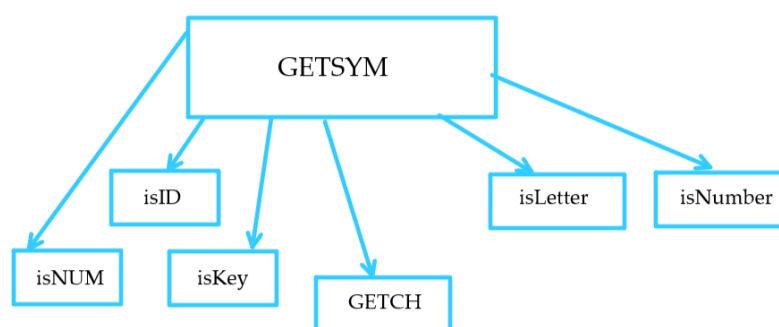 GETSYM
isID
isLetter
isNumber
isNUM
isKey
GETCH